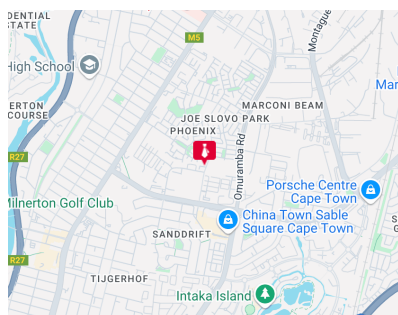 DENTIAL
STATE
M5
Montague
High School
Mar
MARCONI BEAM
ERTON
COURSE
JOE SLOVO PARK
PHOENIX
R27
Omuramba Rd
Porsche Centre
Cape Town
Milnerton Golf Club
China Town Sable
Square Cape Town
SANDDRIFT
S
G
R27
TIJGERHOF
Intaka Island